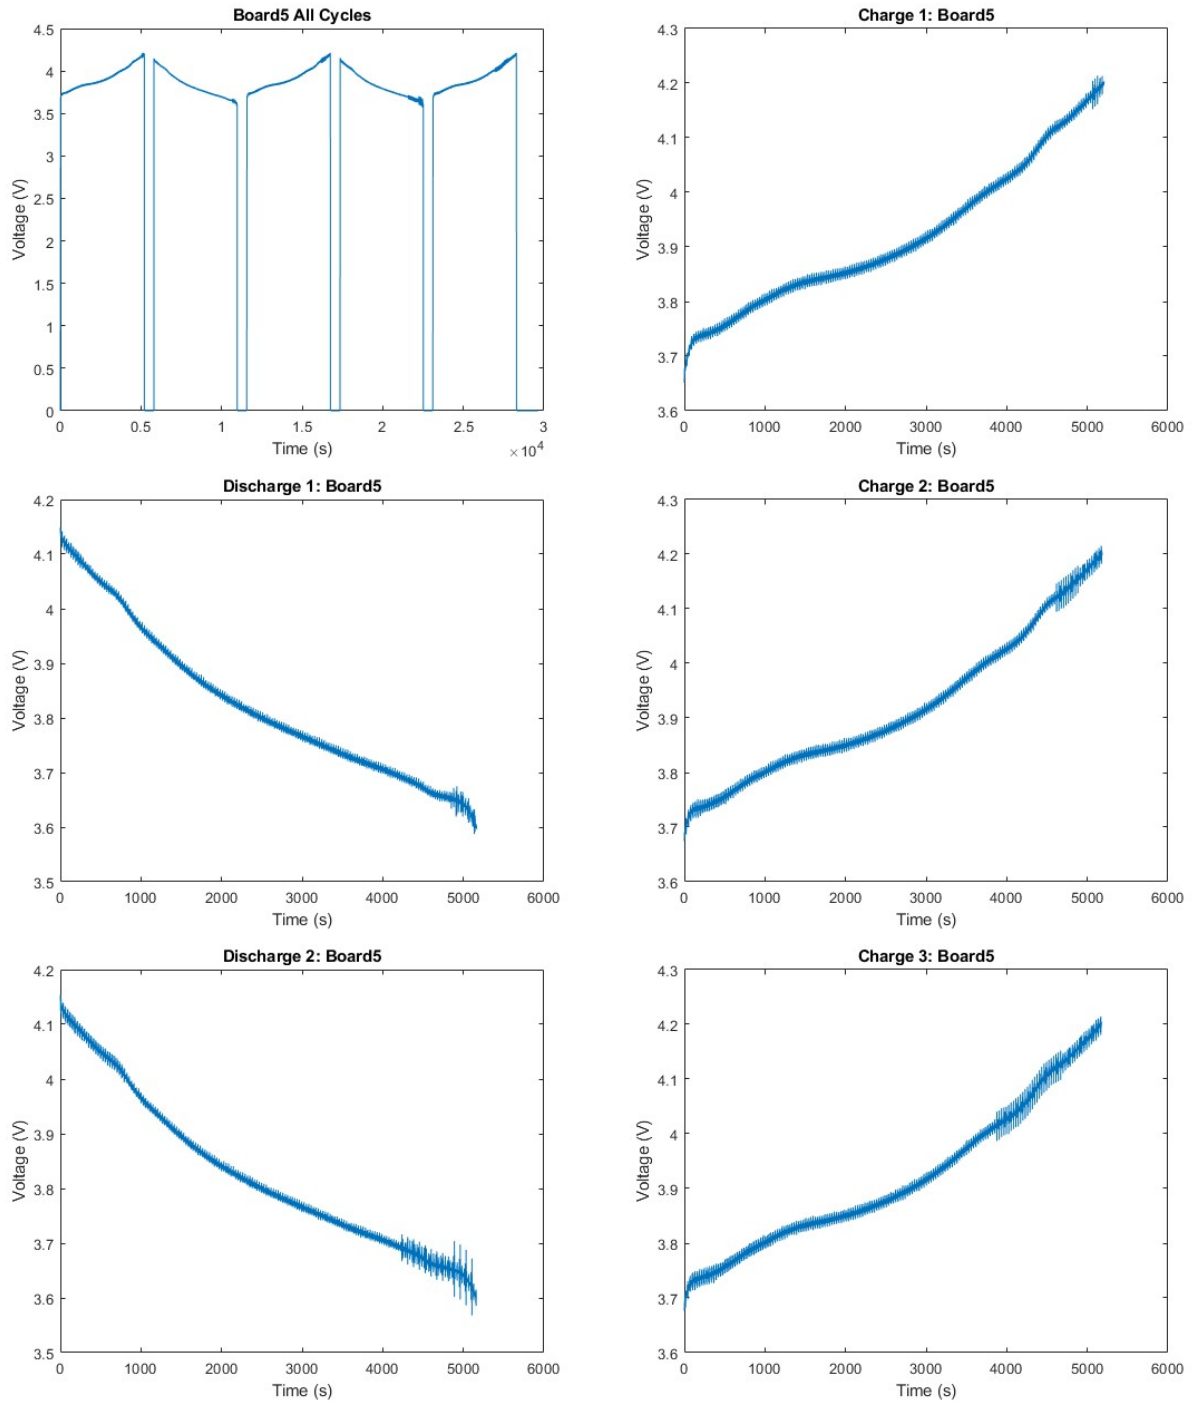 Board5 All Cycles
4.5
4
3.5
3
2.5
2
1.5
1
0.5
0
Voltage (V)
0 0.5 1 1.5 2 2.5 3
Time (s)
×10^4
Charge 1: Board5
4.3
4.2
4.1
4
3.9
3.8
3.7
3.6
Voltage (V)
0 1000 2000 3000 4000 5000 6000
Time (s)
Discharge 1: Board5
4.2
4.1
4
3.9
3.8
3.7
3.6
3.5
Voltage (V)
0 1000 2000 3000 4000 5000 6000
Time (s)
Charge 2: Board5
4.3
4.2
4.1
4
3.9
3.8
3.7
3.6
Voltage (V)
0 1000 2000 3000 4000 5000 6000
Time (s)
Discharge 2: Board5
4.2
4.1
4
3.9
3.8
3.7
3.6
3.5
Voltage (V)
0 1000 2000 3000 4000 5000 6000
Time (s)
Charge 3: Board5
4.3
4.2
4.1
4
3.9
3.8
3.7
3.6
Voltage (V)
0 1000 2000 3000 4000 5000 6000
Time (s)